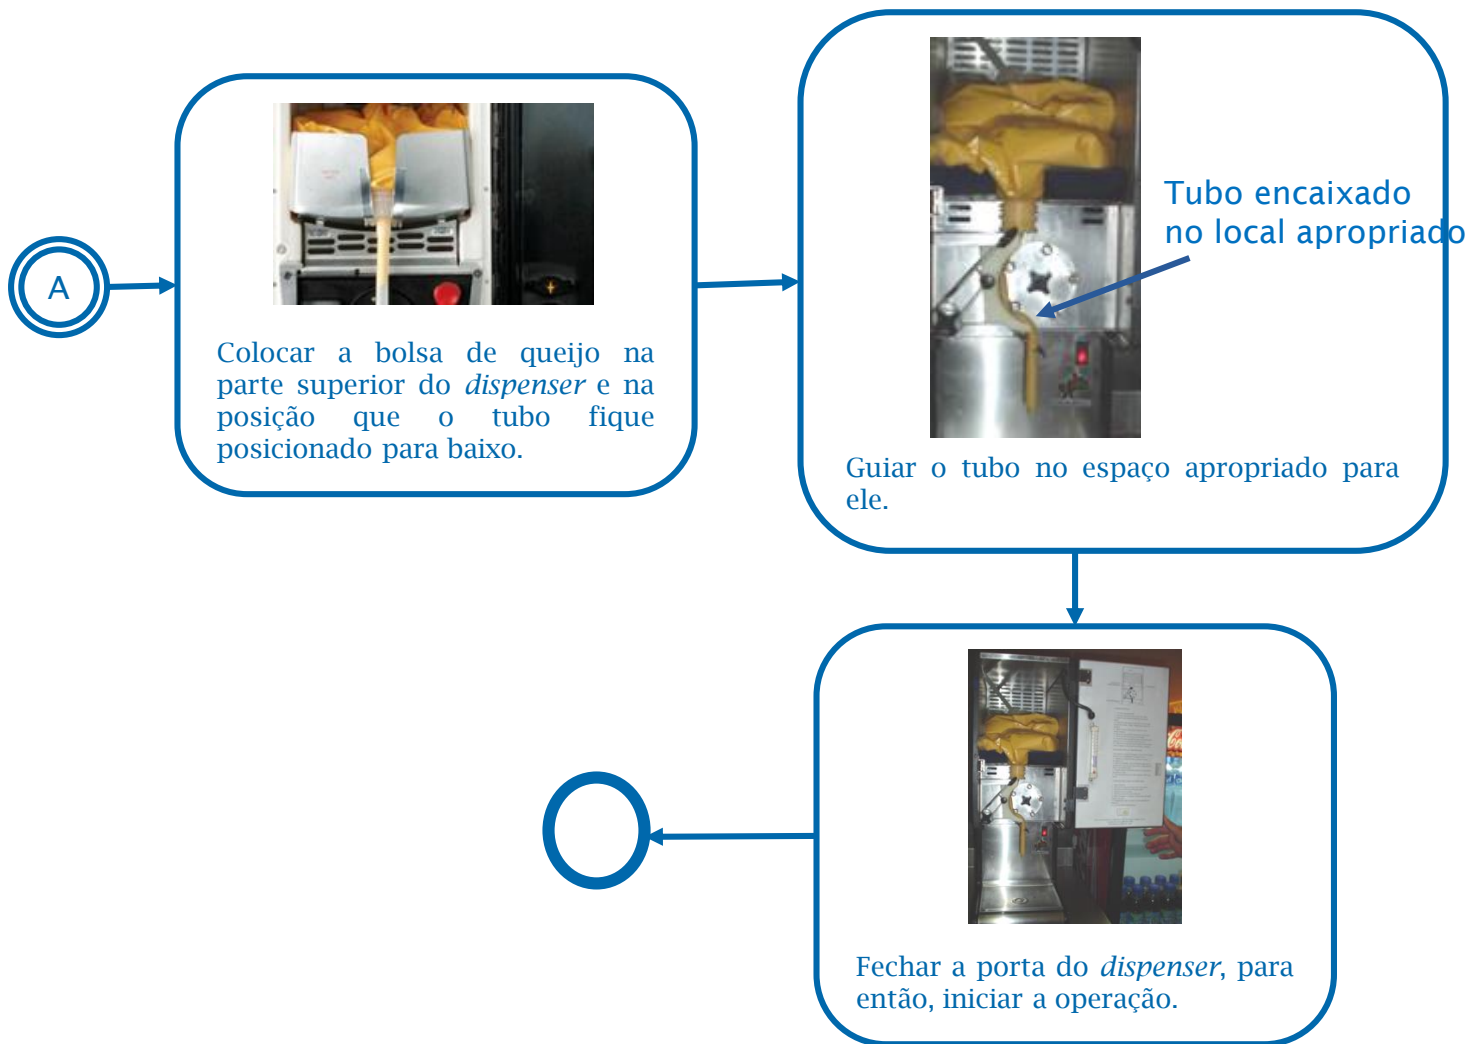 A
Colocar a bolsa de queijo na
parte superior do dispenser e na
posição que o tubo fique
posicionado para baixo.
Tubo encaixado
no local apropriado
Guiar o tubo no espaço apropriado para
ele.
Fechar a porta do dispenser, para
então, iniciar a operação.